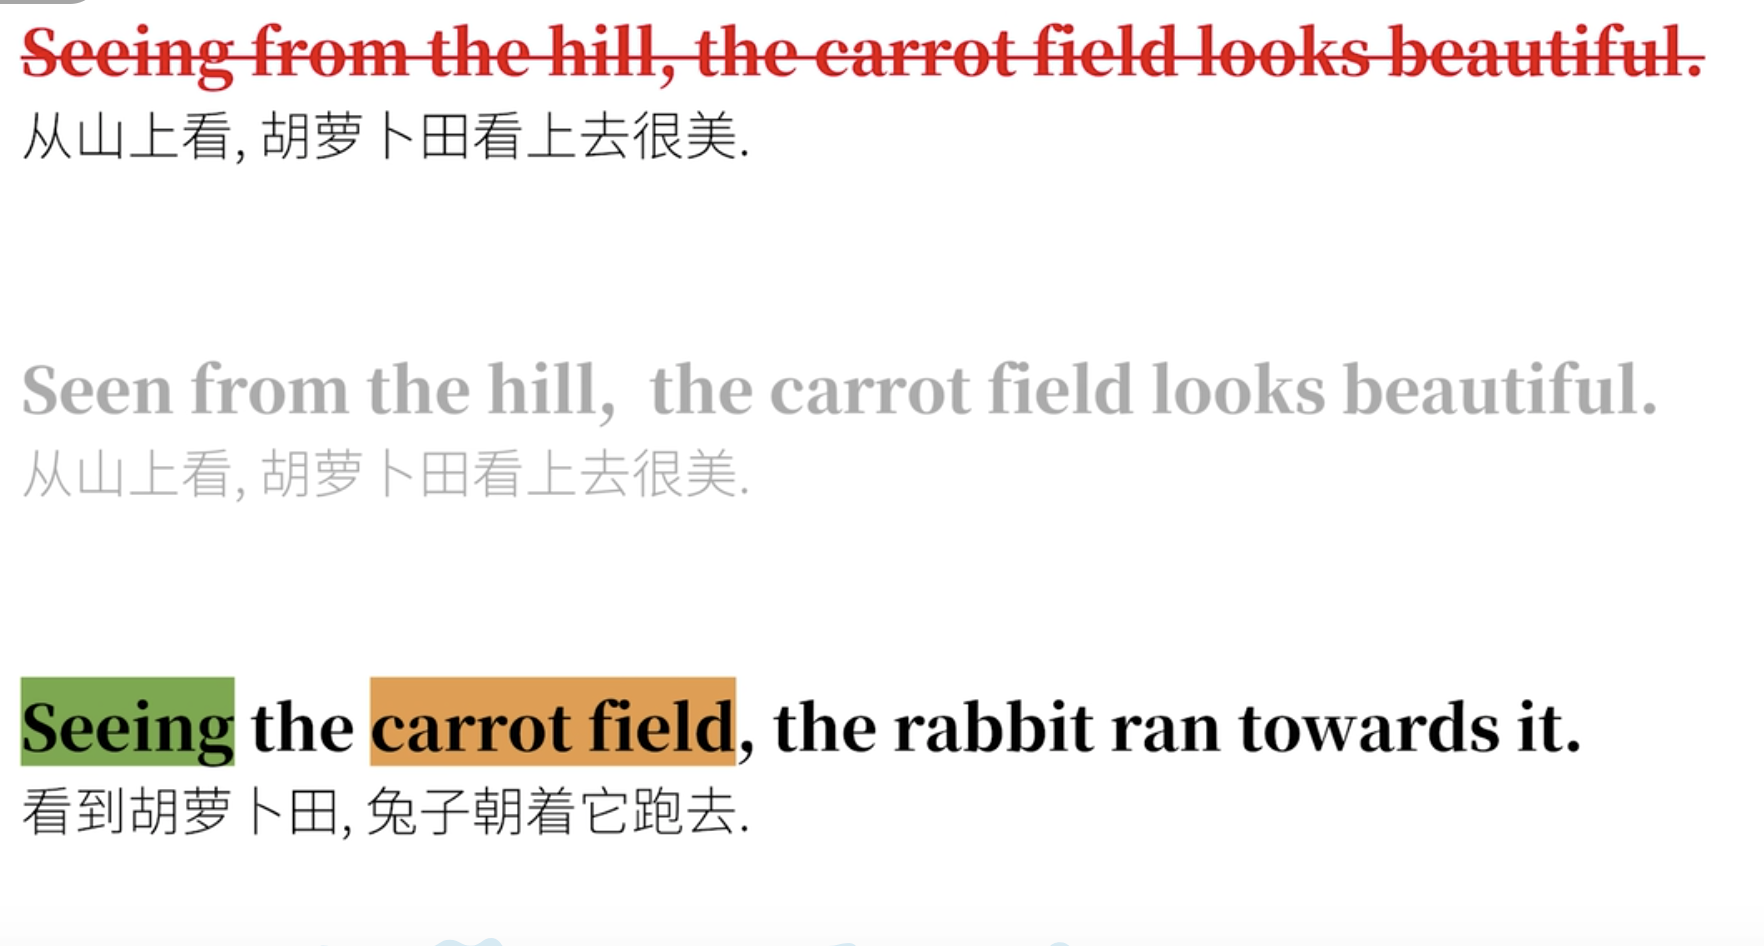 Seeing from the hill, the carrot field looks beautiful.
从山上看, 胡萝卜田看上去很美.
Seen from the hill, the carrot field looks beautiful.
从山上看, 胡萝卜田看上去很美.
Seeing the carrot field, the rabbit ran towards it.
看到胡萝卜田, 兔子朝着它跑去.